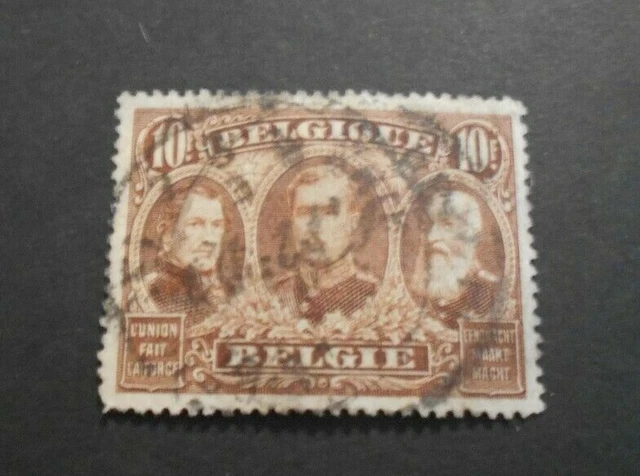 10F BELGIQUE 10F
L'UNION
FAIT
LA FORCE
BELGIE
EENDRACHT
MAAKT
MACHT